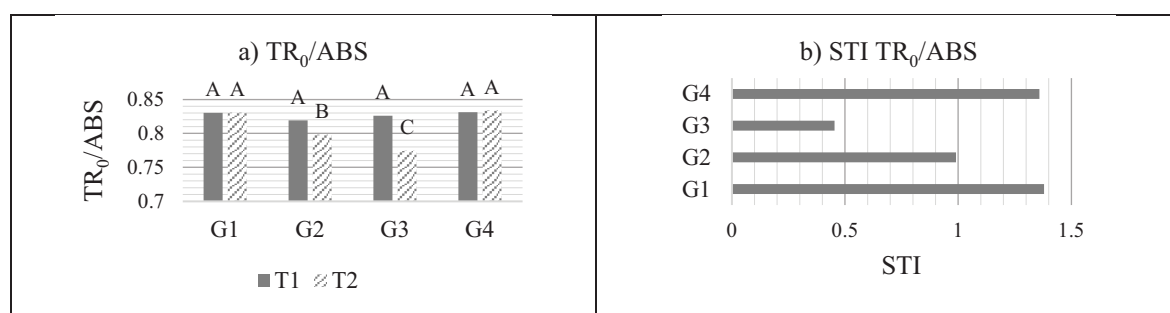 a) TR₀/ABS
A A A B A C A A
0.85
0.8
0.75
0.7
TR₀/ABS
G1 G2 G3 G4
T1 T2
b) STI TR₀/ABS
G4
G3
G2
G1
0 0.5 1 1.5
STI